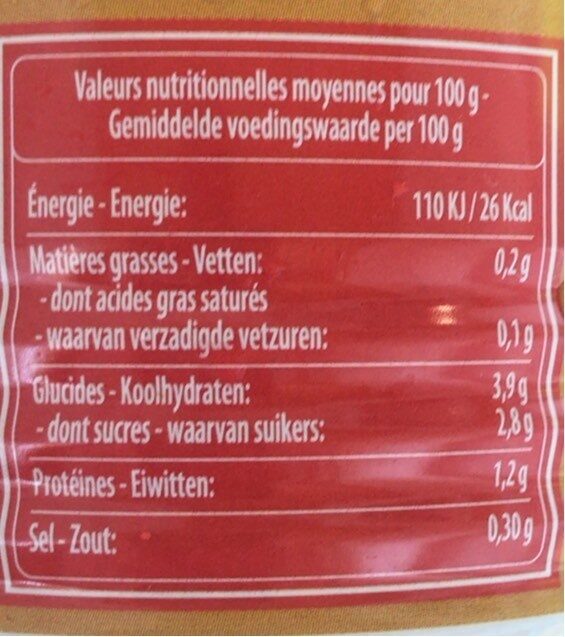 Valeurs nutritionnelles moyennes pour 100 g -
Gemiddelde voedingswaarde per 100 g
Énergie - Energie: 110 KJ / 26 Kcal
Matières grasses - Vetten: 0,2 g
- dont acides gras saturés
- waarvan verzadigde vetzuren: 0,1 g
Glucides - Koolhydraten: 3,9 g
- dont sucres - waarvan suikers: 2,8 g
Protéines - Eiwitten: 1,2 g
Sel - Zout: 0,30 g